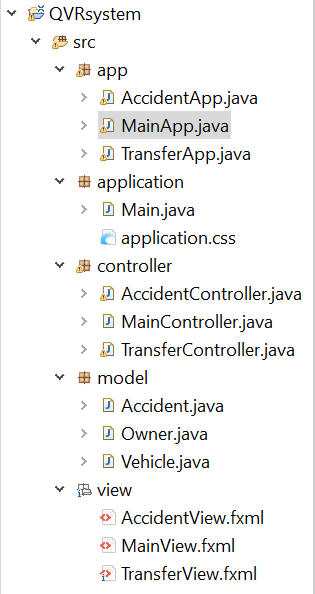 QVRsystem
src
app
AccidentApp.java
MainApp.java
TransferApp.java
application
Main.java
application.css
controller
AccidentController.java
MainController.java
TransferController.java
model
Accident.java
Owner.java
Vehicle.java
view
AccidentView.fxml
MainView.fxml
TransferView.fxml